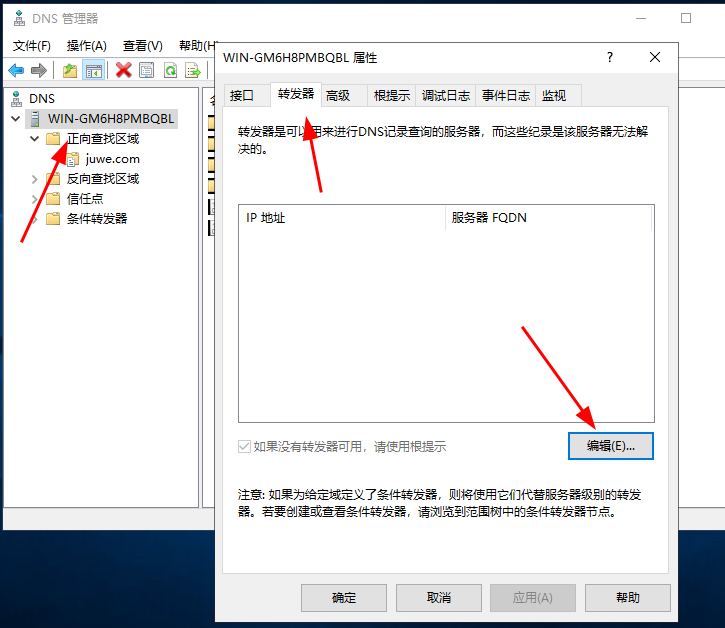 DNS 管理器
文件(F) 操作(A) 查看(V) 帮助(H
DNS
WIN-GM6H8PMBQBL
正向查找区域
juwe.com
反向查找区域
信任点
条件转发器
WIN-GM6H8PMBQBL 属性
接口 转发器 高级 根提示 调试日志 事件日志 监视
转发器是可以用来进行DNS记录查询的服务器，而这些纪录是该服务器无法解
决的。
IP 地址 服务器 FQDN
如果没有转发器可用，请使用根提示
编辑(E)...
注意: 如果为给定域定义了条件转发器，则将使用它们代替服务器级别的转发
器。若要创建或查看条件转发器，请浏览到范围树中的条件转发器节点。
确定 取消 应用(A) 帮助